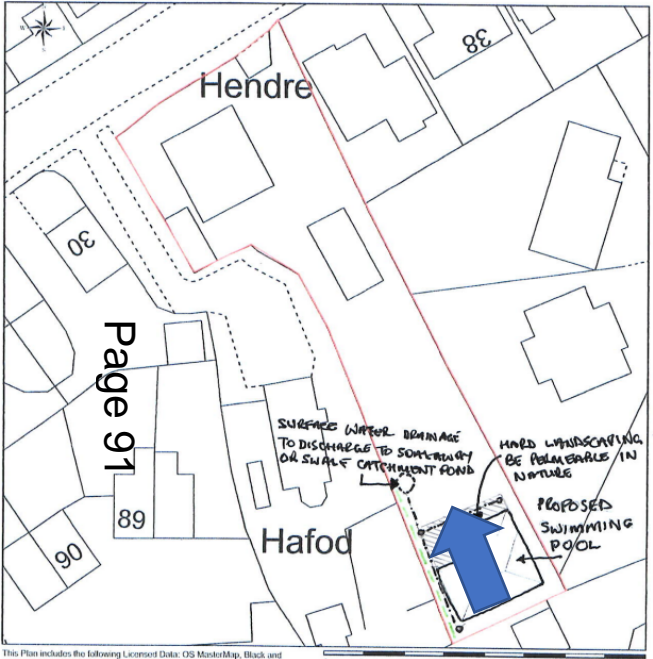 Hendre
38
30
Page 91
SURFACE WATER DRAINAGE
TO DISCHARGE TO SOAKAWAY
OR SWALE CATCHMENT POND
HARD LANDSCAPING,
BE PERMEABLE IN
NATURE
PROPOSED
SWIMMING
POOL
89
90
Hafod
This Plan includes the following Licensed Data: OS MasterMap, Black and